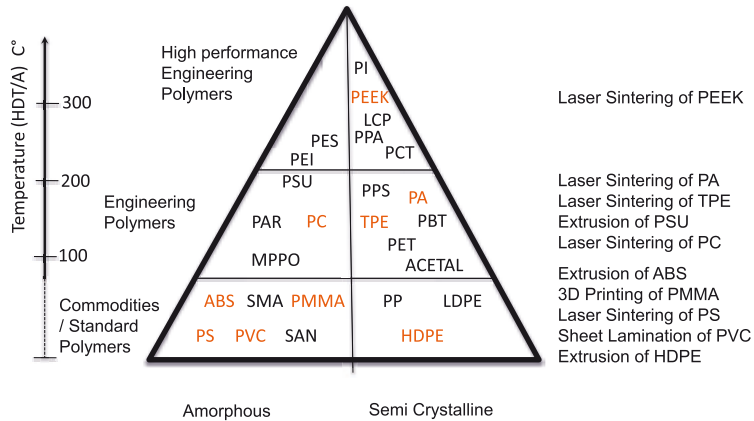 Temperature (HDT/A) C°
300
200
100
High performance
Engineering
Polymers
Engineering
Polymers
Commodities
/ Standard
Polymers
PI
PEEK
LCP
PES PPA
PEI PCT
PSU
PPS
PA
PAR PC TPE PBT
PET
MPPO ACETAL
ABS SMA PMMA PP LDPE
PS PVC SAN HDPE
Amorphous
Semi Crystalline
Laser Sintering of PEEK
Laser Sintering of PA
Laser Sintering of TPE
Extrusion of PSU
Laser Sintering of PC
Extrusion of ABS
3D Printing of PMMA
Laser Sintering of PS
Sheet Lamination of PVC
Extrusion of HDPE